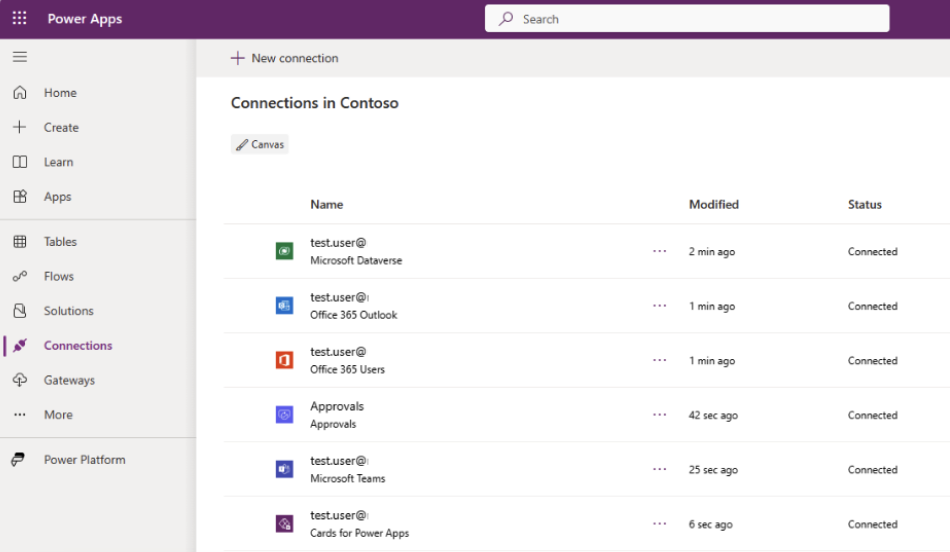 Power Apps
Search
Home
Create
Learn
Apps
Tables
Flows
Solutions
Connections
Gateways
More
Power Platform
New connection
Connections in Contoso
Canvas
Name Modified Status
test.user@ 2 min ago Connected
Microsoft Dataverse
test.user@ 1 min ago Connected
Office 365 Outlook
test.user@ 1 min ago Connected
Office 365 Users
Approvals 42 sec ago Connected
Approvals
test.user@ 25 sec ago Connected
Microsoft Teams
test.user@ 6 sec ago Connected
Cards for Power Apps